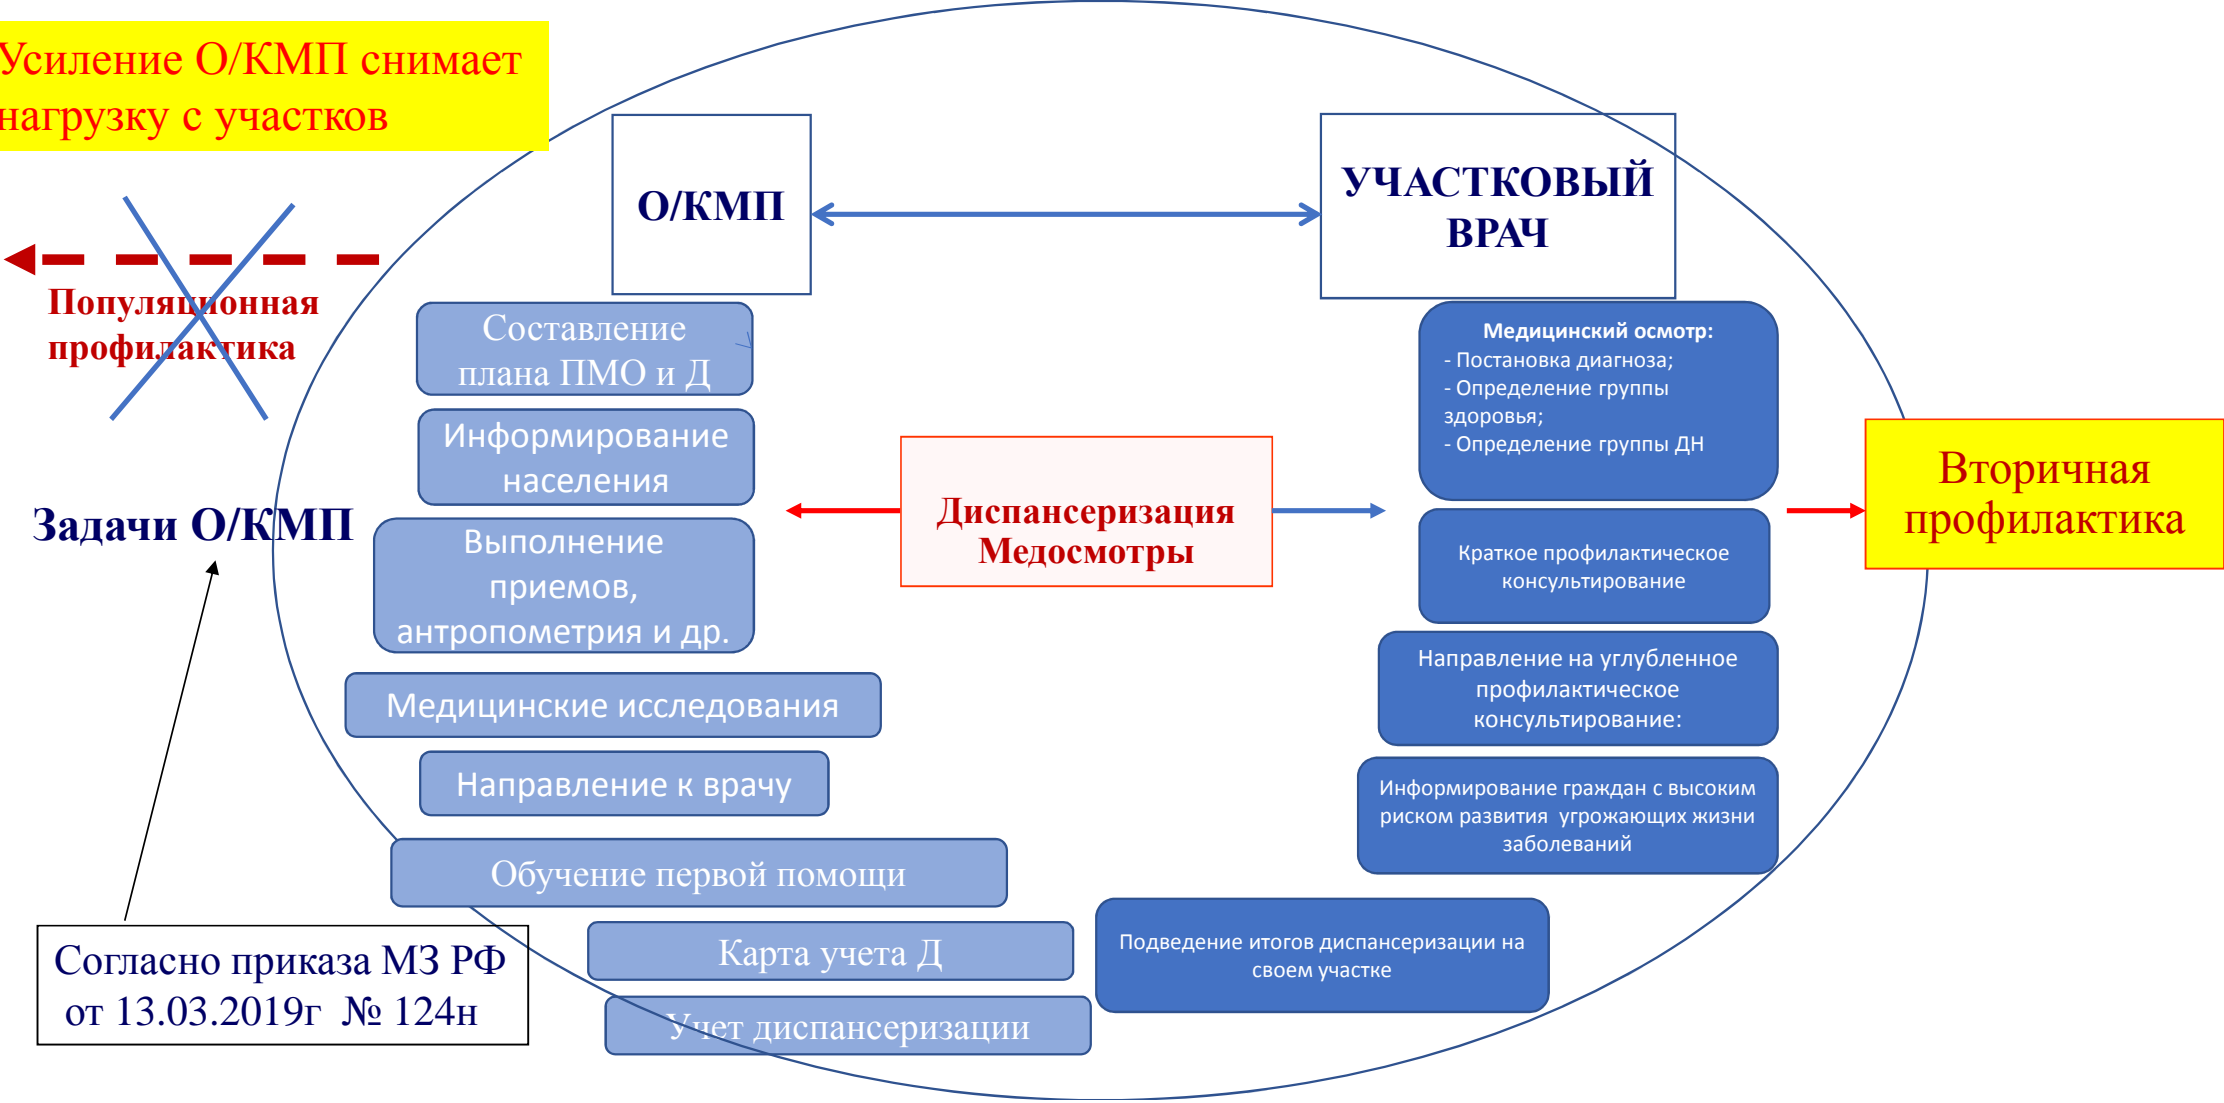 Усиление О/КМП снимает
нагрузку с участков
О/КМП
УЧАСТКОВЫЙ
ВРАЧ
Популяционная
профилактика
Составление
плана ПМО и Д
Информирование
населения
Задачи О/КМП
Выполнение
приемов,
антропометрия и др.
Медицинские исследования
Направление к врачу
Обучение первой помощи
Карта учета Д
Учет диспансеризации
Согласно приказа МЗ РФ
от 13.03.2019г № 124н
Диспансеризация
Медосмотры
Медицинский осмотр:
- Постановка диагноза;
- Определение группы
здоровья;
- Определение группы ДН
Краткое профилактическое
консультирование
Направление на углубленное
профилактическое
консультирование:
Информирование граждан с высоким
риском развития угрожающих жизни
заболеваний
Подведение итогов диспансеризации на
своем участке
Вторичная
профилактика